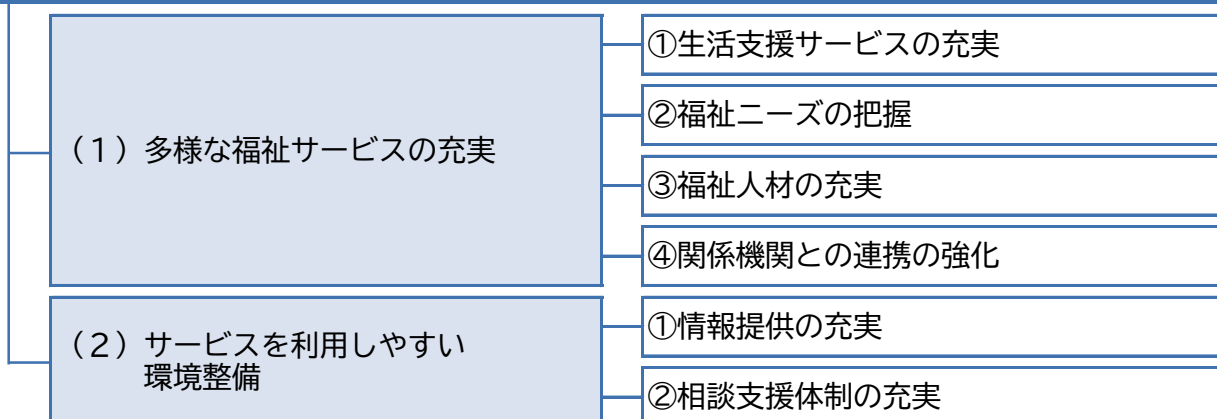 （１）多様な福祉サービスの充実
①生活支援サービスの充実
②福祉ニーズの把握
③福祉人材の充実
④関係機関との連携の強化
（２）サービスを利用しやすい
環境整備
①情報提供の充実
②相談支援体制の充実